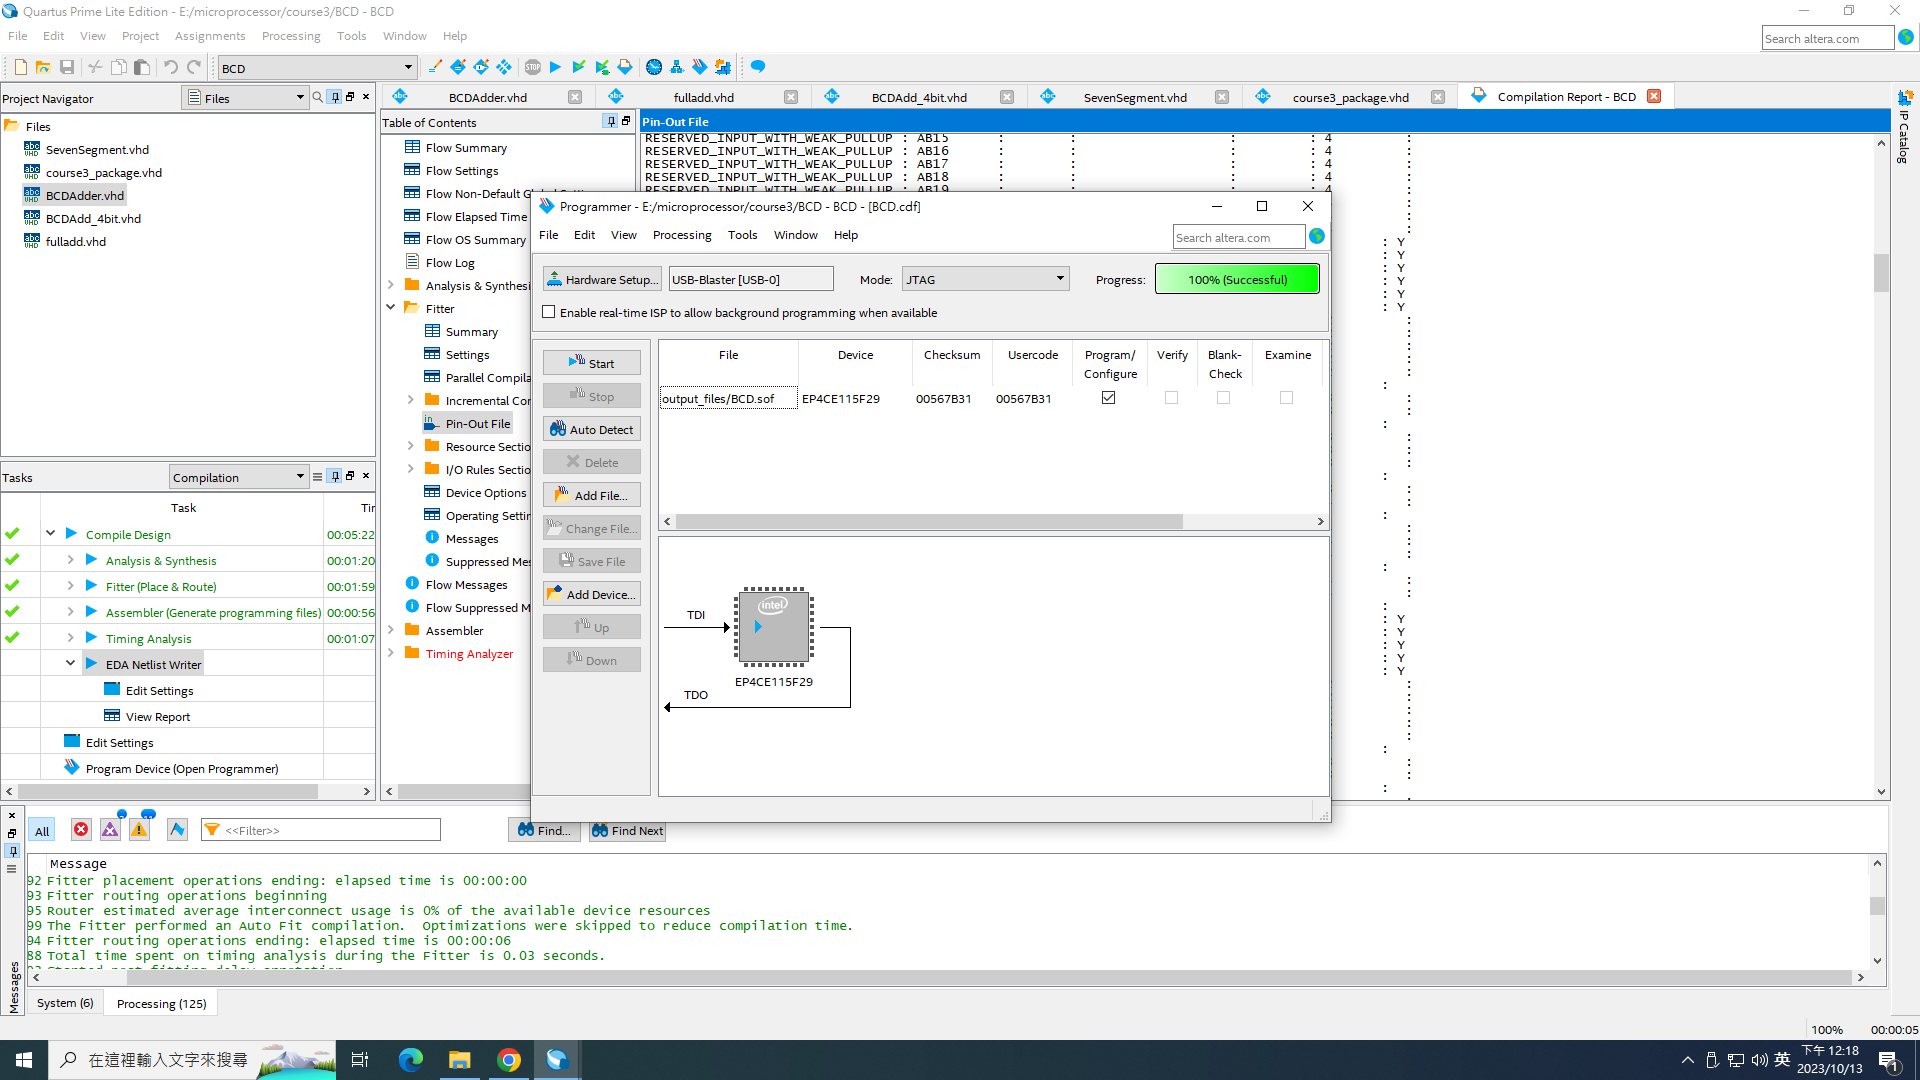 Quartus Prime Lite Edition - E:/microprocessor/course3/BCD - BCD
File Edit View Project Assignments Processing Tools Window Help
Search altera.com
BCD
Project Navigator
Files
BCDAdder.vhd
fulladd.vhd
BCDAdd_4bit.vhd
SevenSegment.vhd
course3_package.vhd
Compilation Report - BCD
IP Catalog
Files
SevenSegment.vhd
course3_package.vhd
BCDAdder.vhd
BCDAdd_4bit.vhd
fulladd.vhd
Table of Contents
Flow Summary
Flow Settings
Flow Non-Default G
Flow Elapsed Time
Flow OS Summary
Flow Log
Analysis & Synthesi
Fitter
Summary
Settings
Parallel Compila
Incremental Cor
Pin-Out File
Resource Sectio
I/O Rules Sectio
Device Options
Operating Settin
Messages
Suppressed Mes
Flow Messages
Flow Suppressed M
Assembler
Timing Analyzer
Pin-Out File
RESERVED_INPUT_WITH_WEAK_PULLUP : AB15 : : : : 4 :
RESERVED_INPUT_WITH_WEAK_PULLUP : AB16 : : : : 4 :
RESERVED_INPUT_WITH_WEAK_PULLUP : AB17 : : : : 4 :
RESERVED_INPUT_WITH_WEAK_PULLUP : AB18 : : : : 4 :
RESERVED_INPUT_WITH_WEAK_PULLUP : AB19 : : : : 4 :
: Y
: Y
: Y
: Y
: Y
: Y
: Y
: Y
: Y
: Y
: Y
Programmer - E:/microprocessor/course3/BCD - BCD - [BCD.cdf]
File Edit View Processing Tools Window Help
Search altera.com
Hardware Setup...
USB-Blaster [USB-0]
Mode: JTAG
Progress: 100% (Successful)
Enable real-time ISP to allow background programming when available
Start
Stop
Auto Detect
Delete
Add File...
Change File...
Save File
Add Device...
Up
Down
File Device Checksum Usercode Program/ Configure Verify Blank- Check Examine
output_files/BCD.sof EP4CE115F29 00567B31 00567B31
TDI
intel
EP4CE115F29
TDO
Tasks
Compilation
Task Tir
Compile Design 00:05:22
Analysis & Synthesis 00:01:20
Fitter (Place & Route) 00:01:59
Assembler (Generate programming files) 00:00:56
Timing Analysis 00:01:07
EDA Netlist Writer
Edit Settings
View Report
Edit Settings
Program Device (Open Programmer)
All
<<Filter>>
Find...
Find Next
Messages
Message
92 Fitter placement operations ending: elapsed time is 00:00:00
93 Fitter routing operations beginning
95 Router estimated average interconnect usage is 0% of the available device resources
99 The Fitter performed an Auto Fit compilation.  Optimizations were skipped to reduce compilation time.
94 Fitter routing operations ending: elapsed time is 00:00:06
88 Total time spent on timing analysis during the Fitter is 0.03 seconds.
System (6)
Processing (125)
100% 00:00:05
在這裡輸入文字來搜尋
英
下午 12:18
2023/10/13
1